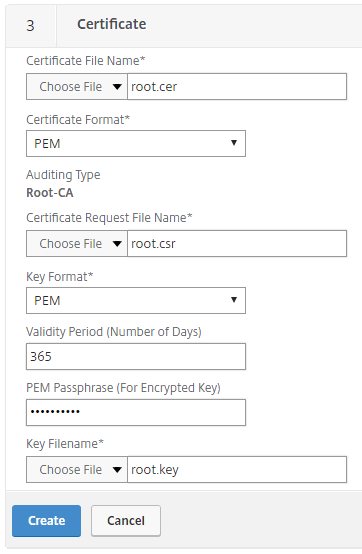 3 Certificate
Certificate File Name*
Choose File root.cer
Certificate Format*
PEM
Auditing Type
Root-CA
Certificate Request File Name*
Choose File root.csr
Key Format*
PEM
Validity Period (Number of Days)
365
PEM Passphrase (For Encrypted Key)
••••••••••
Key Filename*
Choose File root.key
Create Cancel